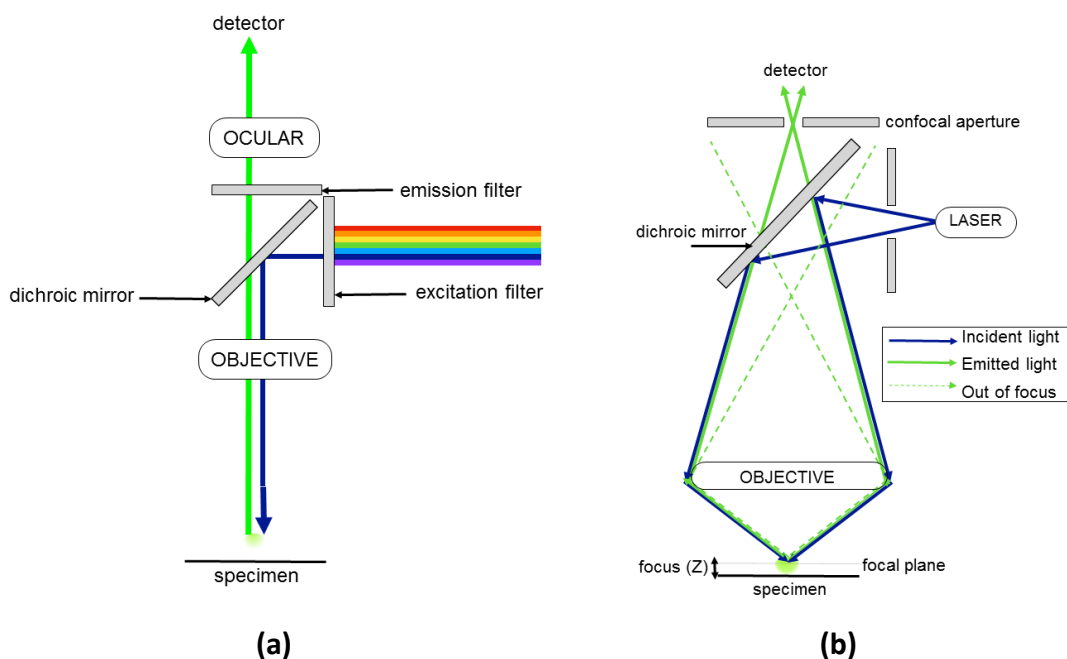 detector
OCULAR
emission filter
dichroic mirror
excitation filter
OBJECTIVE
specimen
(a)
detector
confocal aperture
dichroic mirror
LASER
Incident light
Emitted light
Out of focus
OBJECTIVE
focus (Z)
focal plane
specimen
(b)